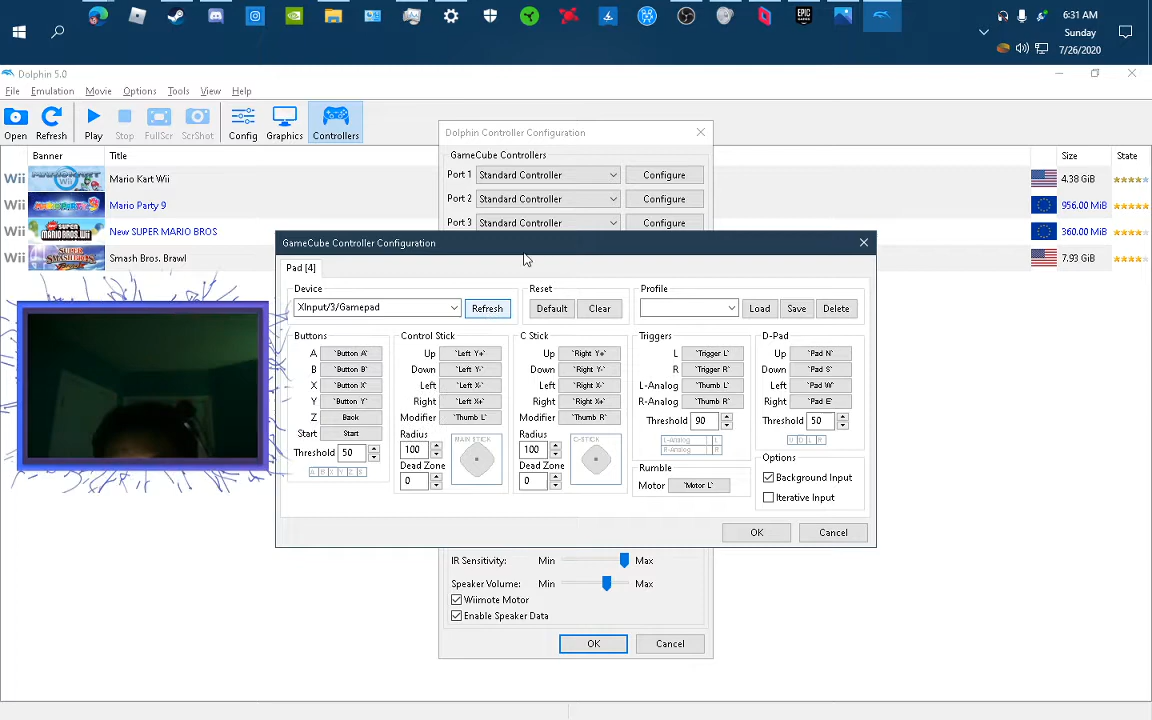 6:31 AM
Sunday
7/26/2020
Dolphin 5.0
File Emulation Movie Options Tools View Help
Open Refresh Play Stop FullScr ScrShot Config Graphics Controllers
Banner Title Size State
Wii Mario Kart Wii 4.38 GiB
Wii Mario Party 9 956.00 MiB
Wii New SUPER MARIO BROS 360.00 MiB
Wii Smash Bros. Brawl 7.93 GiB
Dolphin Controller Configuration
GameCube Controllers
Port 1 Standard Controller Configure
Port 2 Standard Controller Configure
Port 3 Standard Controller Configure
GameCube Controller Configuration
Pad [4]
Device Reset Profile
XInput/3/Gamepad Refresh Default Clear Load Save Delete
Buttons Control Stick C Stick Triggers D-Pad
A `Button A` Up `Left Y+` Up `Right Y+` L `Trigger L` Up `Pad N`
B `Button B` Down `Left Y-` Down `Right Y-` R `Trigger R` Down `Pad S`
X `Button X` Left `Left X-` Left `Right X-` L-Analog `Thumb L` Left `Pad W`
Y `Button Y` Right `Left X+` Right `Right X+` R-Analog `Thumb R` Right `Pad E`
Z Back Modifier `Thumb L` Modifier `Thumb R` Threshold 90 Threshold 50
Start Start Radius Radius L-Analog L U D L R
Threshold 50 100 MAIN STICK 100 C-STICK R-Analog R
A B X Y Z S Dead Zone Dead Zone Rumble Options
0 0 Motor `Motor L` Background Input
Iterative Input
OK Cancel
IR Sensitivity: Min Max
Speaker Volume: Min Max
Wiimote Motor
Enable Speaker Data
OK Cancel